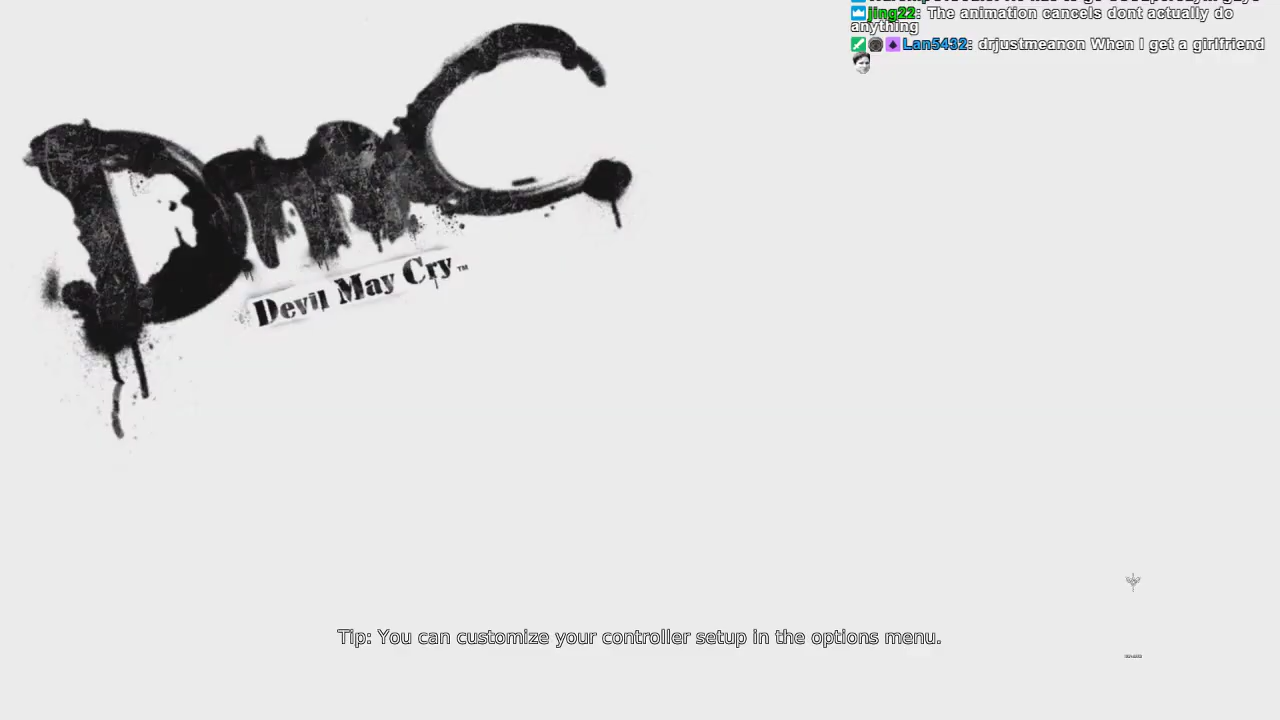 DmC
Devil May Cry™
jing22: The animation cancels dont actually do
anything
Lan5432: drjustmeanon When I get a girlfriend
Tip: You can customize your controller setup in the options menu.